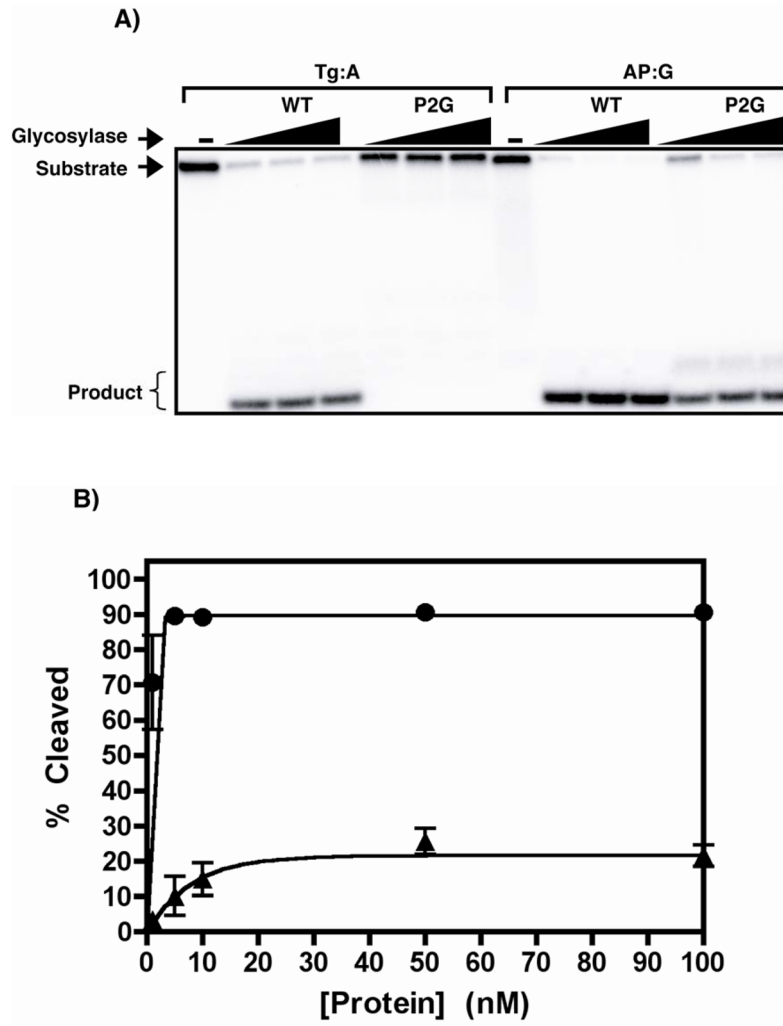 A)
Tg:A AP:G
WT P2G WT P2G
Glycosylase - -
Substrate
Product {
B)
100
90
80
70
60
50
40
30
20
10
0
% Cleaved
0 10 20 30 40 50 60 70 80 90 100
[Protein] (nM)